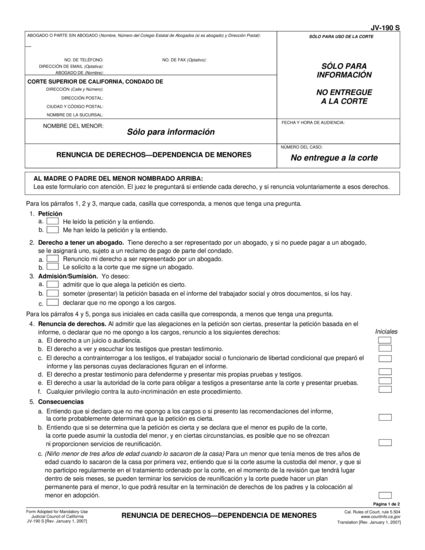 JV-190 S
ABOGADO O PARTE SIN ABOGADO (Nombre, Número del Colegio Estatal de Abogados (si es abogado) y Dirección Postal):
SÓLO PARA USO DE LA CORTE
NO. DE TELÉFONO:
NO. DE FAX (Optativo):
DIRECCIÓN DE EMAIL (Optativa):
ABOGADO DE (Nombre):
SÓLO PARA INFORMACIÓN
NO ENTREGUE A LA CORTE
CORTE SUPERIOR DE CALIFORNIA, CONDADO DE
DIRECCIÓN (Calle y Número):
DIRECCIÓN POSTAL:
CIUDAD Y CÓDIGO POSTAL:
NOMBRE DE LA SUCURSAL:
NOMBRE DEL MENOR:
Sólo para información
FECHA Y HORA DE AUDIENCIA:
RENUNCIA DE DERECHOS—DEPENDENCIA DE MENORES
NÚMERO DEL CASO:
No entregue a la corte
AL MADRE O PADRE DEL MENOR NOMBRADO ARRIBA:
Lea este formulario con atención. El juez le preguntará si entiende cada derecho, y si renuncia voluntariamente a esos derechos.
Para los párrafos 1, 2 y 3, marque cada, casilla que corresponda, a menos que tenga una pregunta.
1. Petición
a. He leído la petición y la entiendo.
b. Me han leído la petición y la entiendo.
2. Derecho a tener un abogado. Tiene derecho a ser representado por un abogado, y si no puede pagar a un abogado,
se le asignará uno, sujeto a un reclamo de pago de parte del condado.
a. Renuncio mi derecho a ser representado por un abogado.
b. Le solicito a la corte que me signe un abogado.
3. Admisión/Sumisión. Yo deseo:
a. admitir que lo que alega la petición es cierto.
b. someter (presentar) la petición basada en el informe del trabajador social y otros documentos, si los hay.
c. declarar que no me opongo a los cargos.
Para los párrafos 4 y 5, ponga sus iniciales en cada casilla que corresponda, a menos que tenga una pregunta.
4. Renuncia de derechos. Al admitir que las alegaciones en la petición son ciertas, presentar la petición basada en el
informe, o declarar que no me opongo a los cargos, renuncio a los siguientes derechos:
Iniciales
a. El derecho a un juicio o audiencia.
b. El derecho a ver y escuchar los testigos que prestan testimonio.
c. El derecho a contrainterrogar a los testigos, el trabajador social o funcionario de libertad condicional que preparó el
informe y las personas cuyas declaraciones figuran en el informe.
d. El derecho a prestar testimonio para defenderme y presentar mis propias pruebas y testigos.
e. El derecho a usar la autoridad de la corte para obligar a testigos a presentarse ante la corte y presentar pruebas.
f. Cualquier privilegio contra la auto-incriminación en este procedimiento.
5. Consecuencias
a. Entiendo que si declaro que no me opongo a los cargos o si presento las recomendaciones del informe,
la corte probablemente determinará que la petición es cierta.
b. Entiendo que si se determina que la petición es cierta y se declara que el menor es pupilo de la corte,
la corte puede asumir la custodia del menor, y en ciertas circunstancias, es posible que no se ofrezcan
ni proporcionen servicios de reunificación.
c. (Niño menor de tres años de edad cuando lo sacaron de la casa) Para un menor que tenía menos de tres años de
edad cuando lo sacaron de la casa por primera vez, entiendo que si la corte asume la custodia del menor, y que si
no participo regularmente en el tratamiento ordenado por la corte, en el momento de la revisión que tendrá lugar
dentro de seis meses, se pueden terminar los servicios de reunificación y la corte puede hacer un plan
permanente para el menor, lo que podrá resultar en la terminación de derechos de los padres y la colocación al
menor en adopción.
Página 1 de 2
Form Adopted for Mandatory Use
Judicial Council of California
JV-190 S [Rev. January 1, 2007]
RENUNCIA DE DERECHOS—DEPENDENCIA DE MENORES
Cal. Rules of Court, rule 5.504
www.courtinfo.ca.gov
Translation [Rev. January 1, 2007]